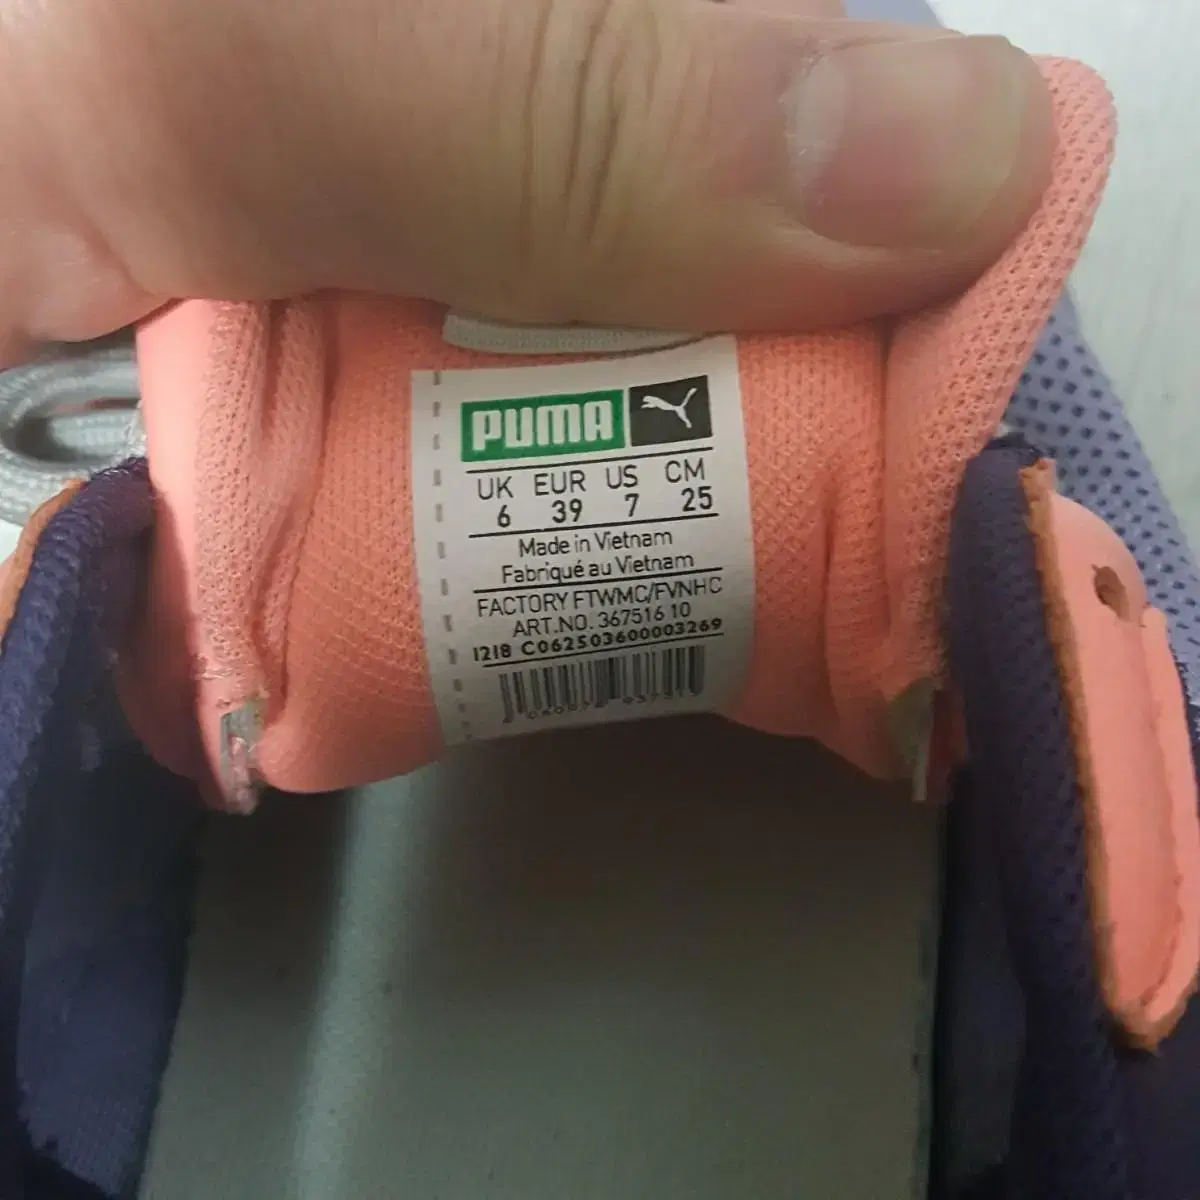 PUMA
UK EUR US CM
6 39 7 25
Made in Vietnam
Fabriqué au Vietnam
FACTORY FTWMC/FVNHC
ART.NO. 367516 10
1218 C062503600003269